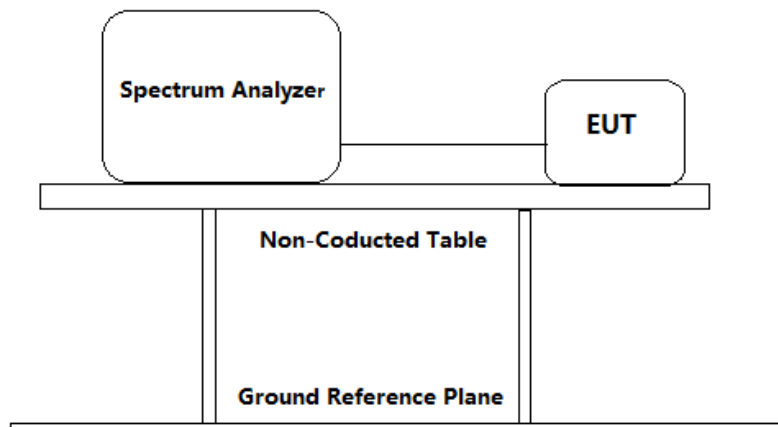 Spectrum Analyzer
EUT
Non-Coducted Table
Ground Reference Plane